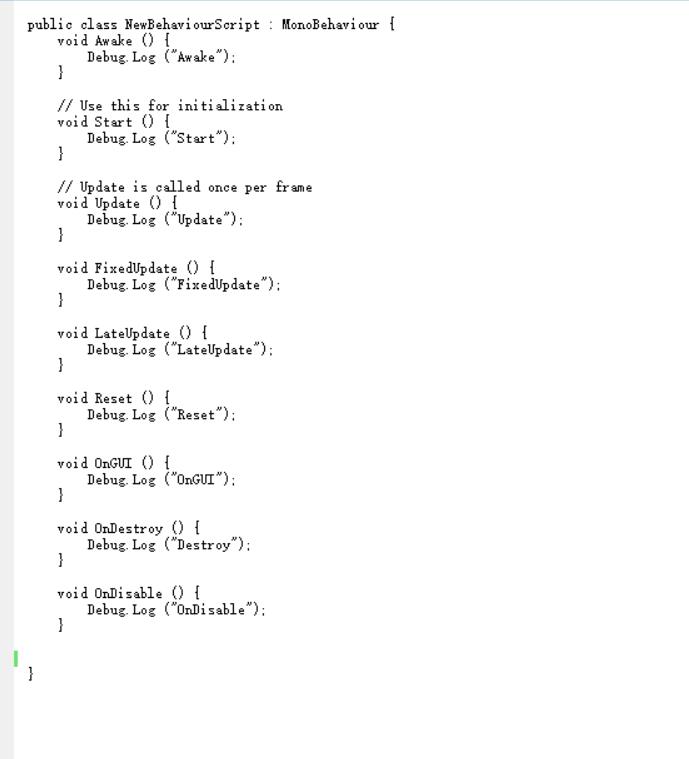 public class NewBehaviourScript : MonoBehaviour {
    void Awake () {
        Debug.Log ("Awake");
    }

    // Use this for initialization
    void Start () {
        Debug.Log ("Start");
    }

    // Update is called once per frame
    void Update () {
        Debug.Log ("Update");
    }

    void FixedUpdate () {
        Debug.Log ("FixedUpdate");
    }

    void LateUpdate () {
        Debug.Log ("LateUpdate");
    }

    void Reset () {
        Debug.Log ("Reset");
    }

    void OnGUI () {
        Debug.Log ("OnGUI");
    }

    void OnDestroy () {
        Debug.Log ("Destroy");
    }

    void OnDisable () {
        Debug.Log ("OnDisable");
    }

}